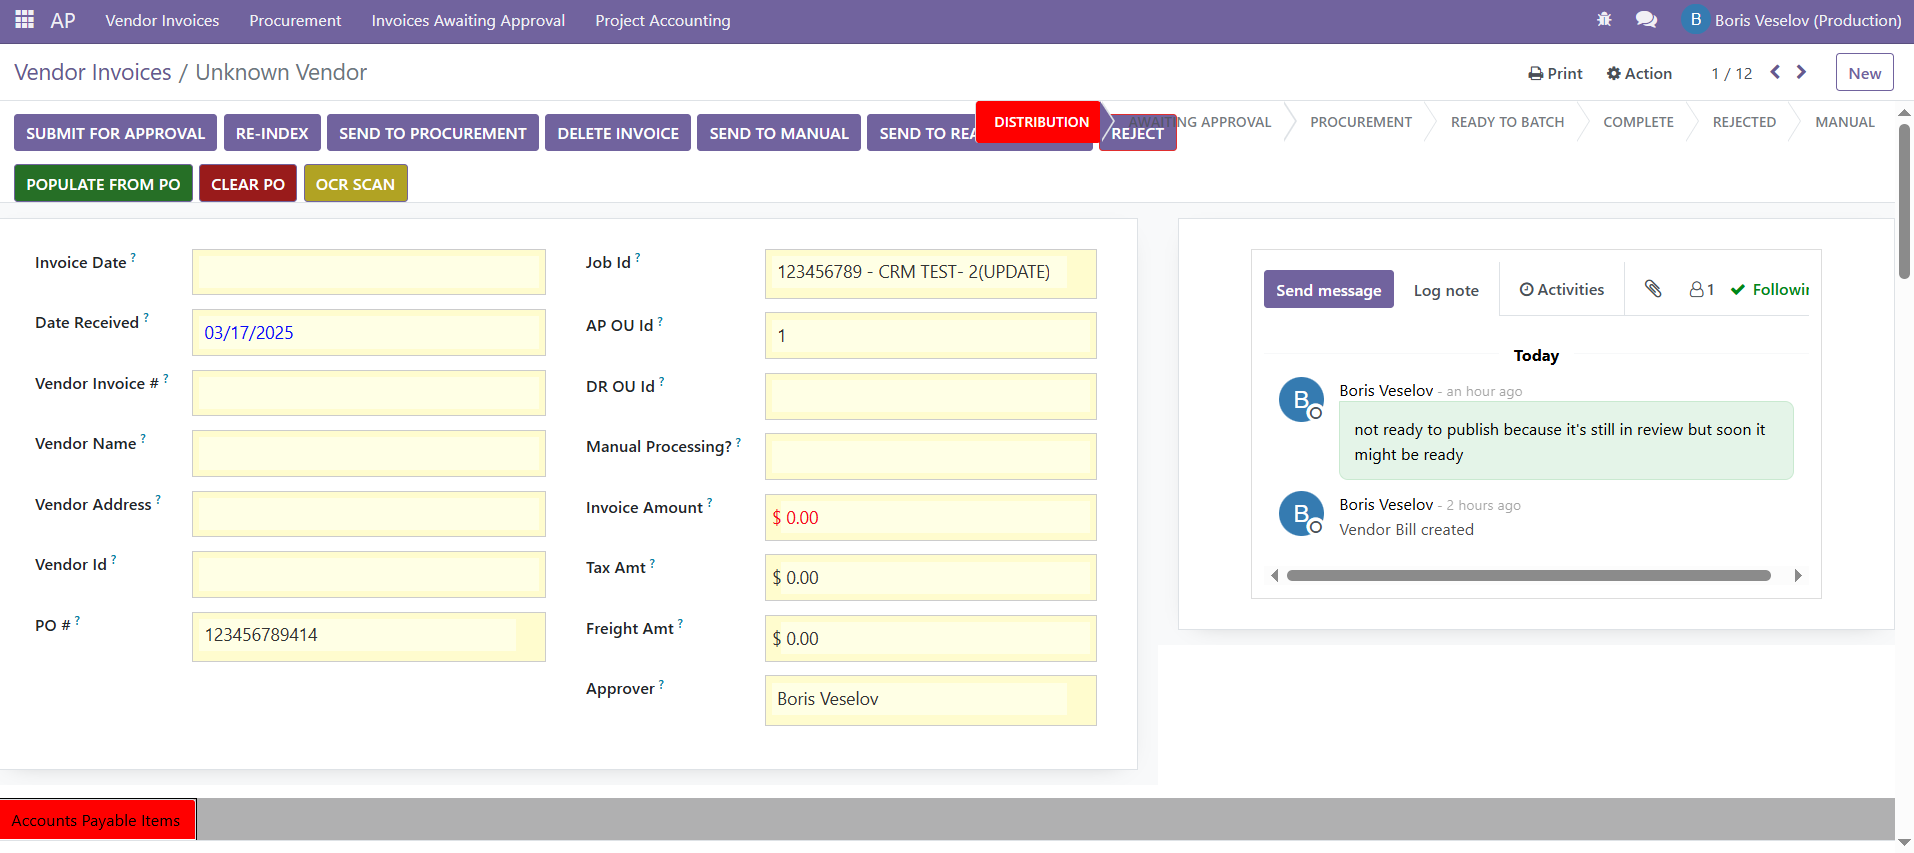 AP Vendor Invoices Procurement Invoices Awaiting Approval Project Accounting B Boris Veselov (Production)
Vendor Invoices / Unknown Vendor Print Action 1 / 12 New
SUBMIT FOR APPROVAL RE-INDEX SEND TO PROCUREMENT DELETE INVOICE SEND TO MANUAL SEND TO REA REJECT
DISTRIBUTION AWAITING APPROVAL PROCUREMENT READY TO BATCH COMPLETE REJECTED MANUAL
POPULATE FROM PO CLEAR PO OCR SCAN
Invoice Date ?
Date Received ? 03/17/2025
Vendor Invoice # ?
Vendor Name ?
Vendor Address ?
Vendor Id ?
PO # ? 123456789414
Job Id ? 123456789 - CRM TEST- 2(UPDATE)
AP OU Id ? 1
DR OU Id ?
Manual Processing? ?
Invoice Amount ? $ 0.00
Tax Amt ? $ 0.00
Freight Amt ? $ 0.00
Approver ? Boris Veselov
Send message Log note Activities 1 Followin
Today
B Boris Veselov - an hour ago
not ready to publish because it's still in review but soon it
might be ready
B Boris Veselov - 2 hours ago
Vendor Bill created
Accounts Payable Items